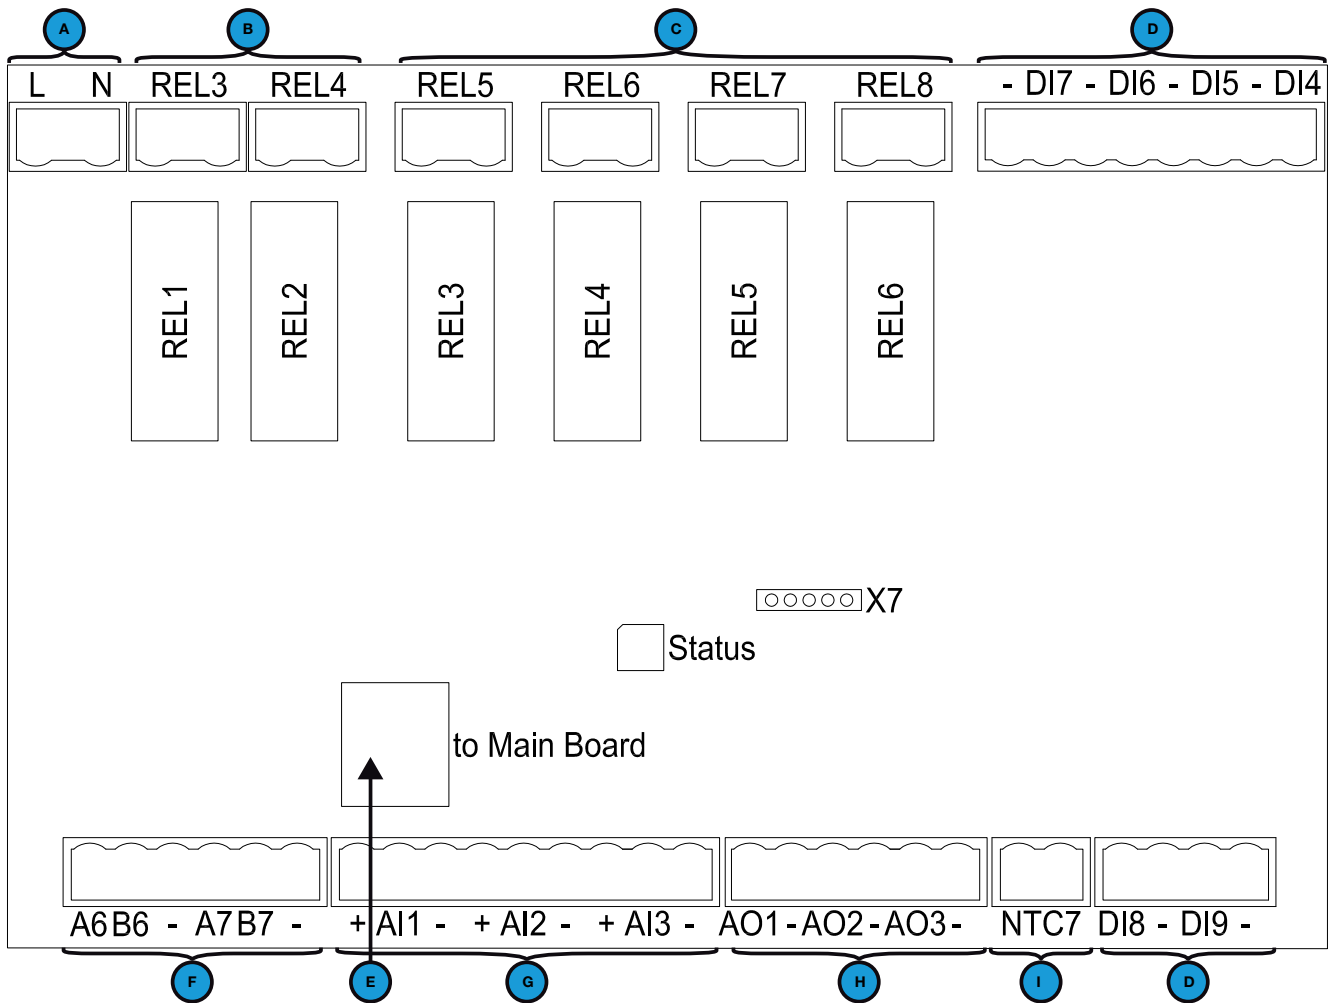 A B C D
L N REL3 REL4 REL5 REL6 REL7 REL8 - DI7 - DI6 - DI5 - DI4
REL1 REL2 REL3 REL4 REL5 REL6
X7
Status
to Main Board
A6 B6 - A7 B7 - + AI1 - + AI2 - + AI3 - AO1 - AO2 - AO3 - NTC7 DI8 - DI9 -
F E G H I D